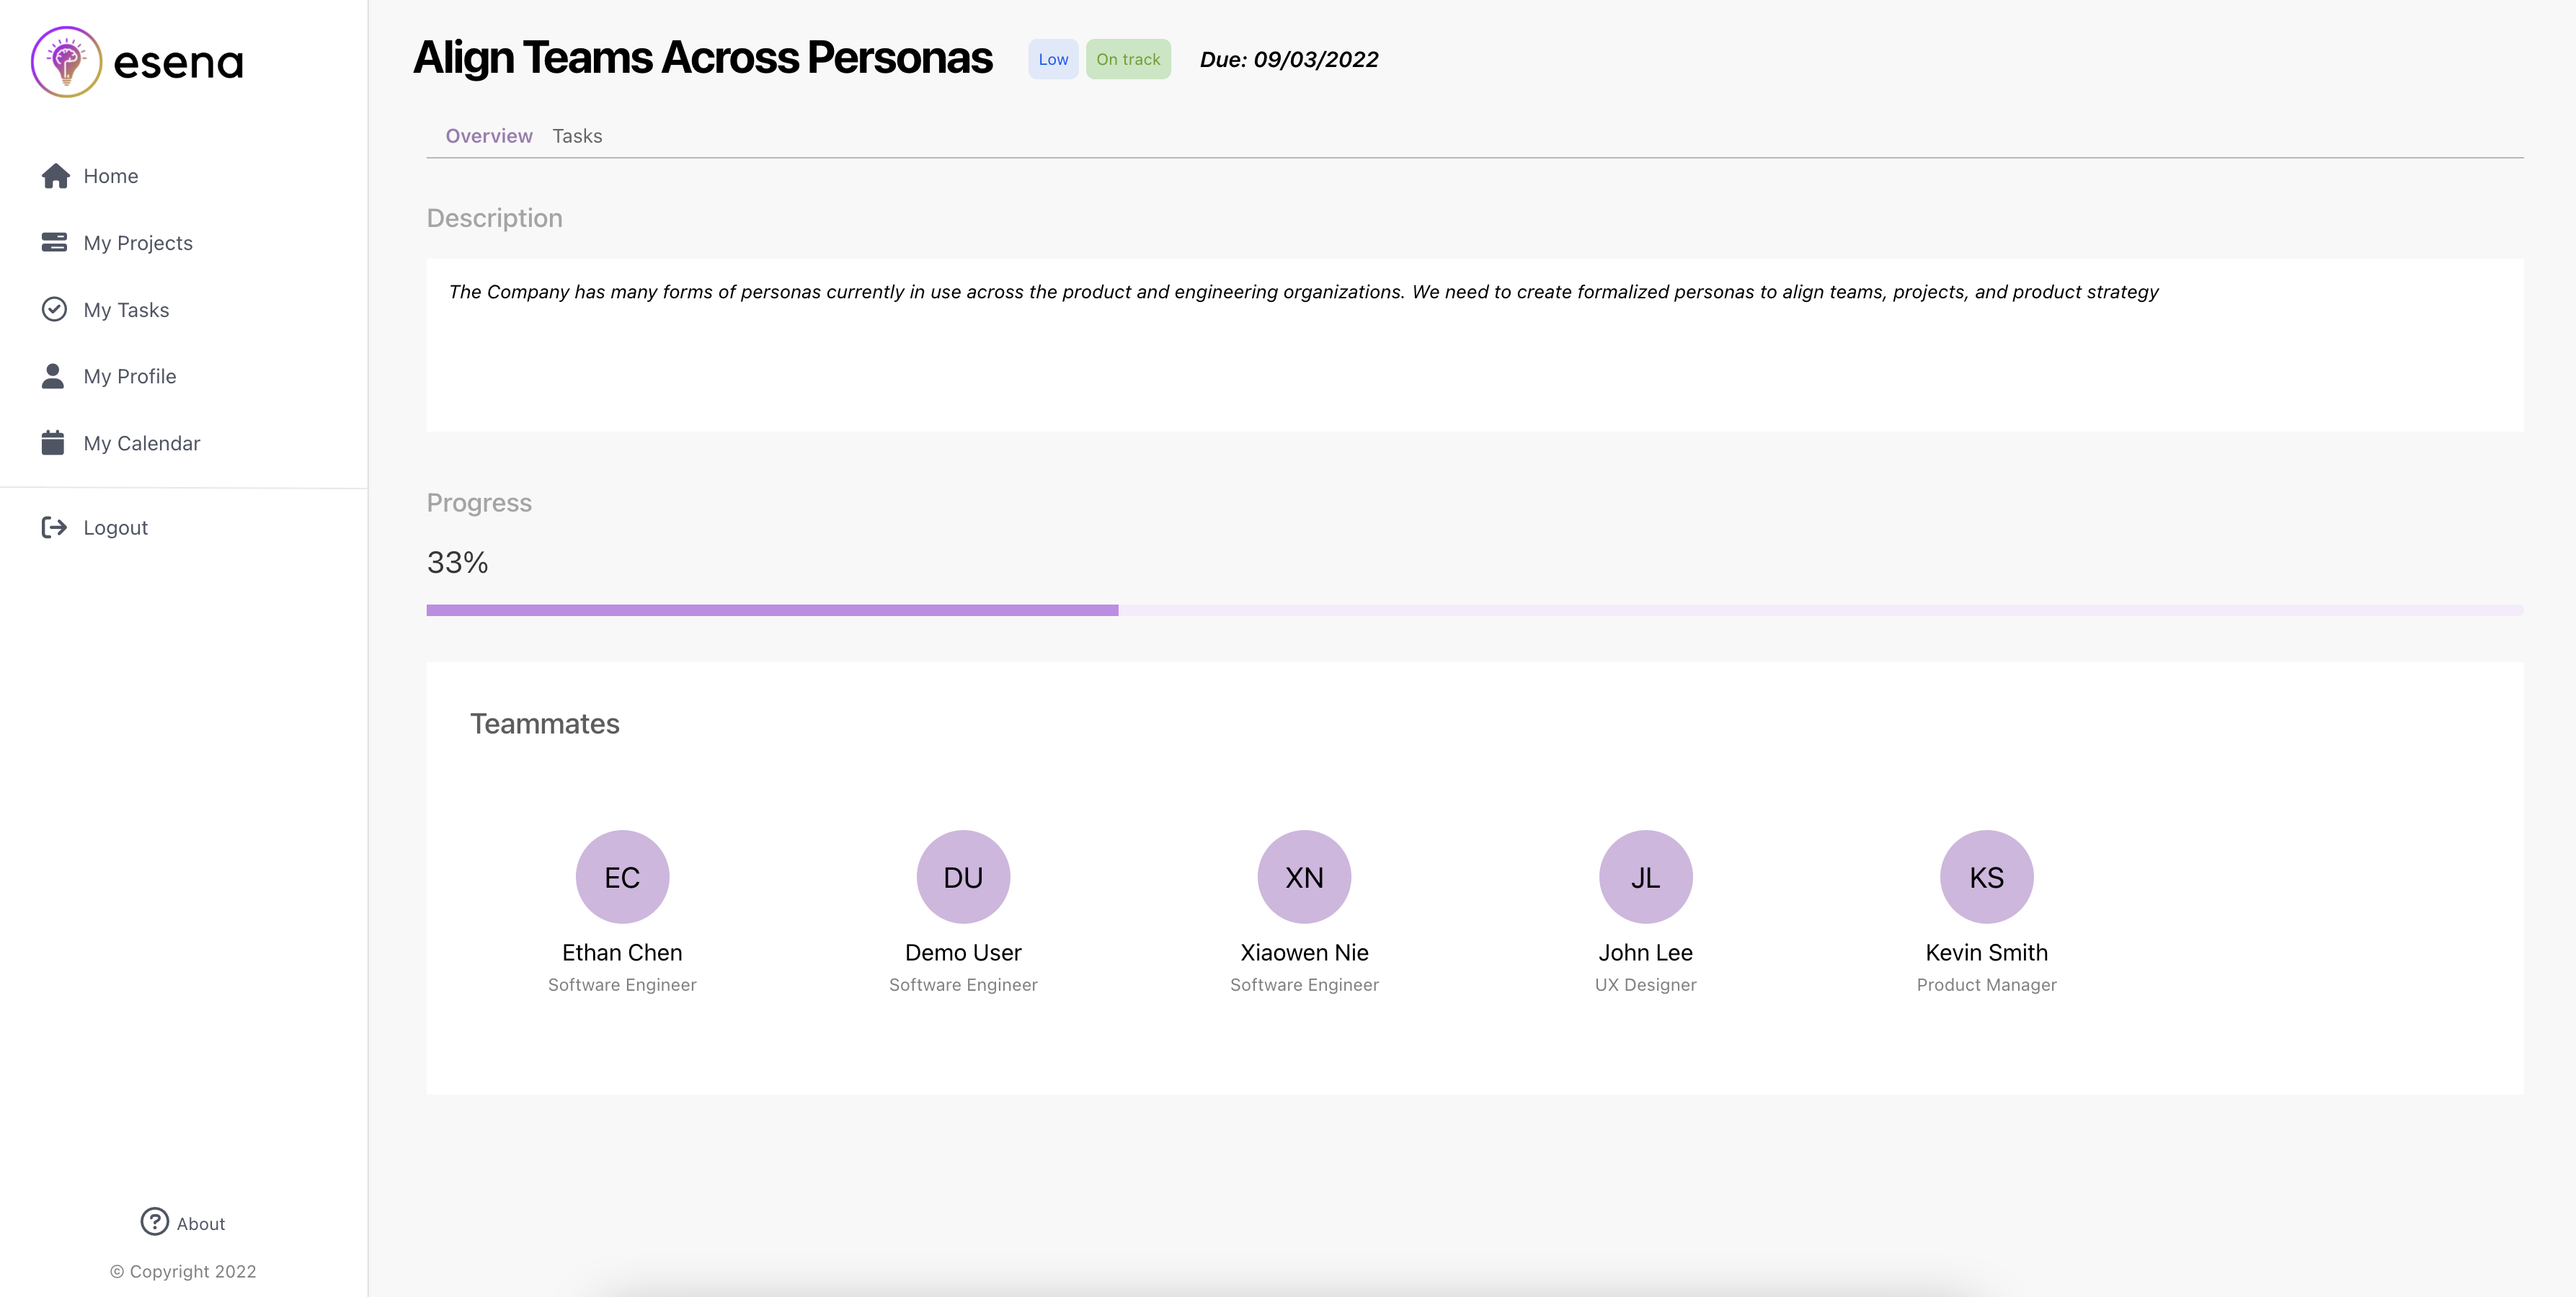 esena
Home
My Projects
My Tasks
My Profile
My Calendar
Logout
About
© Copyright 2022
Align Teams Across Personas
Low
On track
Due: 09/03/2022
Overview
Tasks
Description
The Company has many forms of personas currently in use across the product and engineering organizations. We need to create formalized personas to align teams, projects, and product strategy
Progress
33%
Teammates
EC
Ethan Chen
Software Engineer
DU
Demo User
Software Engineer
XN
Xiaowen Nie
Software Engineer
JL
John Lee
UX Designer
KS
Kevin Smith
Product Manager